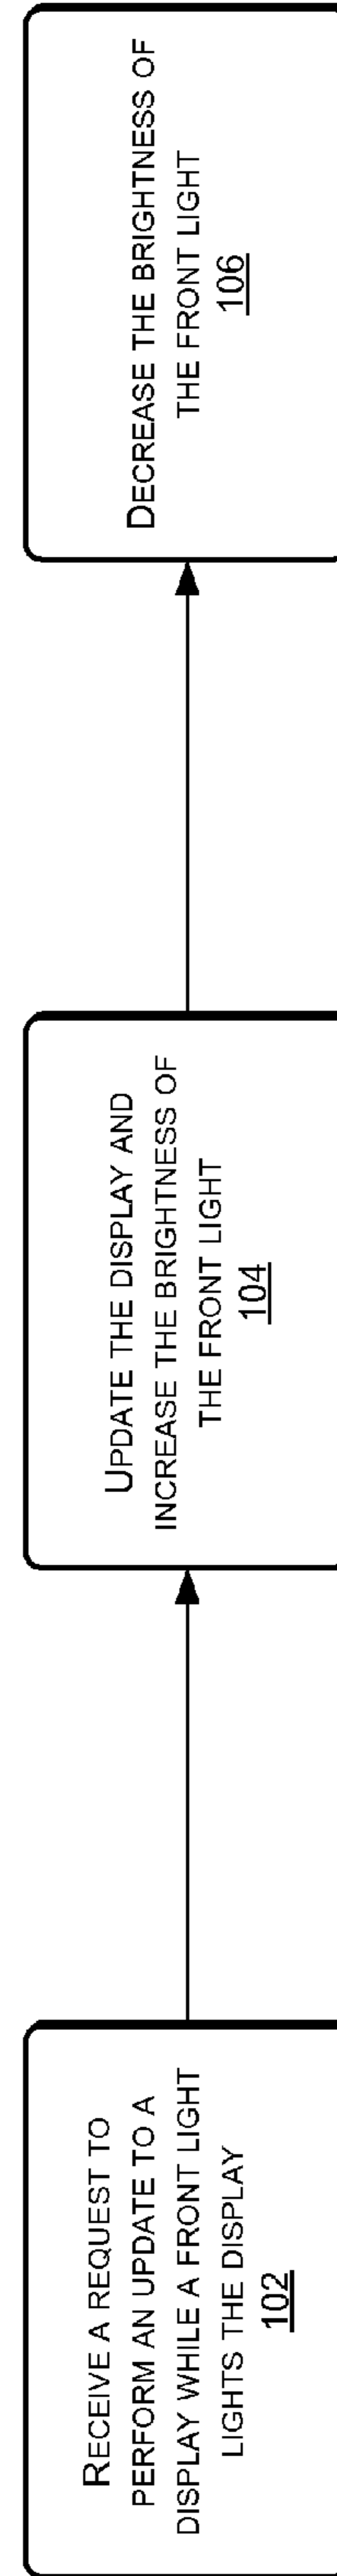 RECEIVE A REQUEST TO
PERFORM AN UPDATE TO A
DISPLAY WHILE A FRONT LIGHT
LIGHTS THE DISPLAY
102
UPDATE THE DISPLAY AND
INCREASE THE BRIGHTNESS OF
THE FRONT LIGHT
104
DECREASE THE BRIGHTNESS OF
THE FRONT LIGHT
106